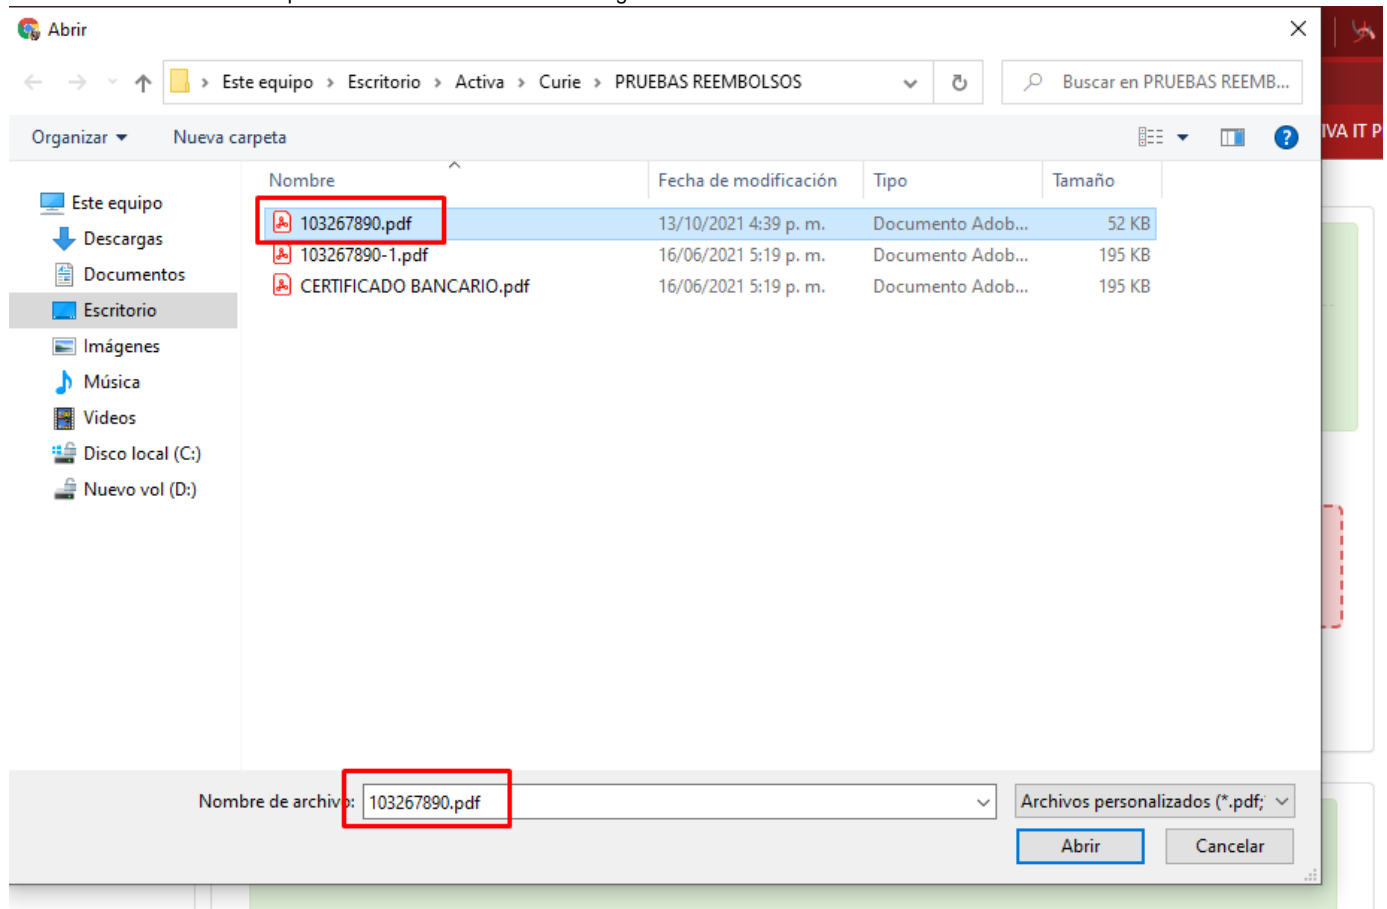 Abrir
Este equipo > Escritorio > Activa > Curie > PRUEBAS REEMBOLSOS
Buscar en PRUEBAS REEMB...
Organizar
Nueva carpeta
IVA IT P
Nombre
Fecha de modificación
Tipo
Tamaño
Este equipo
Descargas
Documentos
Escritorio
Imágenes
Música
Videos
Disco local (C:)
Nuevo vol (D:)
103267890.pdf 13/10/2021 4:39 p. m. Documento Adob... 52 KB
103267890-1.pdf 16/06/2021 5:19 p. m. Documento Adob... 195 KB
CERTIFICADO BANCARIO.pdf 16/06/2021 5:19 p. m. Documento Adob... 195 KB
Nombre de archivo: 103267890.pdf
Archivos personalizados (*.pdf;
Abrir
Cancelar